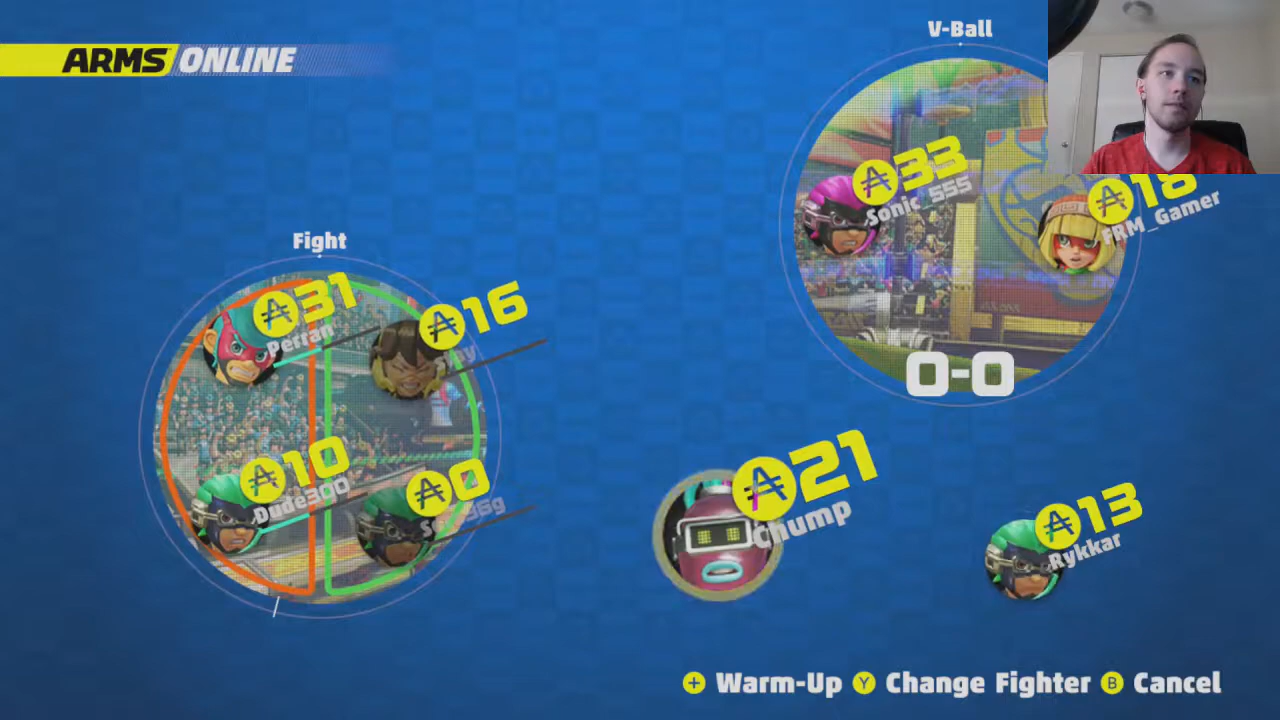 ARMS ONLINE
V-Ball
33
Sonic_555
18
FRM_Gamer
0-0
Fight
31
Perran
16
10
Dude300
0
21
Chump
13
Rykkar
+ Warm-Up Y Change Fighter B Cancel